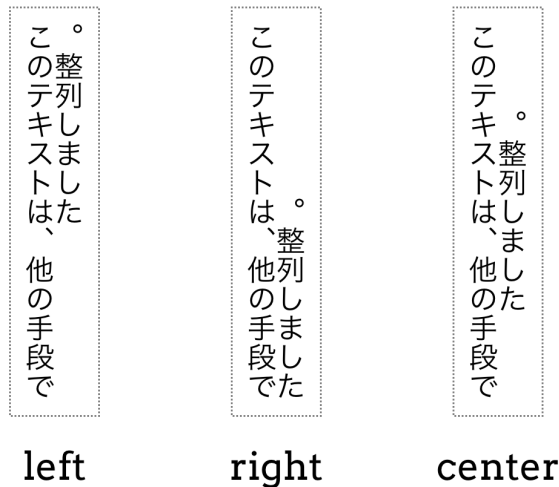 このテキストは、他の手段で
。整列しました
left
このテキストは、他の手段で
。整列しました
right
このテキストは、他の手段で
。整列しました
center